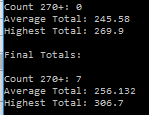 Count 270+: 0
Average Total: 245.58
Highest Total: 269.9
Final Totals:
Count 270+: 7
Average Total: 256.132
Highest Total: 306.7